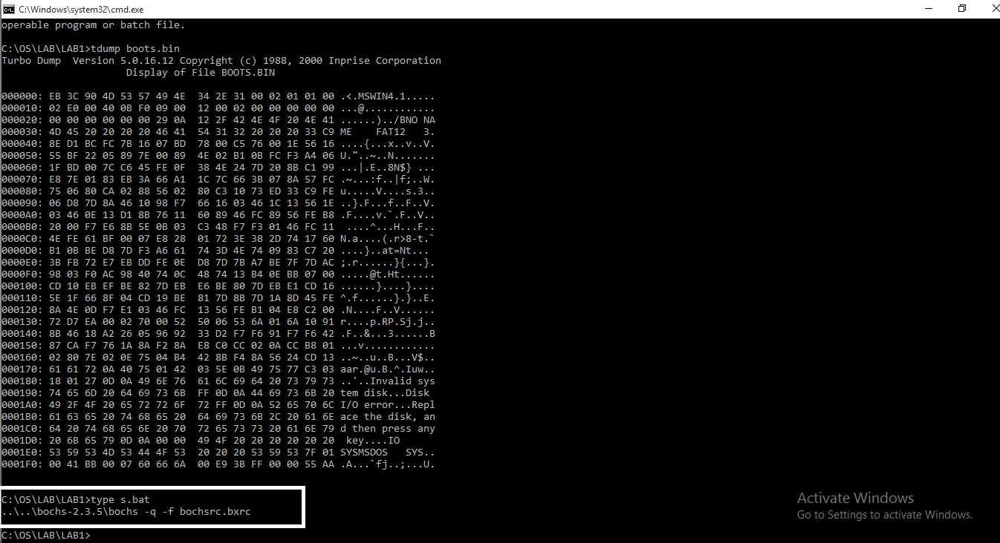 C:\Windows\system32\cmd.exe
operable program or batch file.
C:\OS\LAB\LAB1>tdump boots.bin
Turbo Dump  Version 5.0.16.12 Copyright (c) 1988, 2000 Inprise Corporation
                     Display of File BOOTS.BIN
000000: EB 3C 90 4D 53 57 49 4E  34 2E 31 00 02 01 01 00 .<.MSWIN4.1.....
000010: 02 E0 00 40 0B F0 09 00  12 00 02 00 00 00 00 00 ...@............
000020: 00 00 00 00 00 00 29 0A  12 2F 42 4E 4F 20 4E 41 ......)../BNO NA
000030: 4D 45 20 20 20 20 46 41  54 31 32 20 20 20 33 C9 ME    FAT12   3.
000040: 8E D1 BC FC 7B 16 07 BD  78 00 C5 76 00 1E 56 16 ....{...x..v..V.
000050: 55 BF 22 05 89 7E 00 89  4E 02 B1 0B FC F3 A4 06 U."..~..N.......
000060: 1F BD 00 7C C6 45 FE 0F  38 4E 24 7D 20 8B C1 99 ...|.E..8N$} ...
000070: E8 7E 01 83 EB 3A 66 A1  1C 7C 66 3B 07 8A 57 FC .~...:f..|f;..W.
000080: 75 06 80 CA 02 88 56 02  80 C3 10 73 ED 33 C9 FE u.....V....s.3..
000090: 06 D8 7D 8A 46 10 98 F7  66 16 03 46 1C 13 56 1E ..}.F...f..F..V.
0000A0: 03 46 0E 13 D1 8B 76 11  60 89 46 FC 89 56 FE B8 .F....v.`.F..V..
0000B0: 20 00 F7 E6 8B 5E 0B 03  C3 48 F7 F3 01 46 FC 11  ....^...H...F..
0000C0: 4E FE 61 BF 00 07 E8 28  01 72 3E 38 2D 74 17 60 N.a....(.r>8-t.`
0000D0: B1 0B BE D8 7D F3 A6 61  74 3D 4E 74 09 83 C7 20 ....}..at=Nt...
0000E0: 3B FB 72 E7 EB DD FE 0E  D8 7D 7B A7 BE 7F 7D AC ;.r......}{...}.
0000F0: 98 03 F0 AC 98 40 74 0C  48 74 13 B4 0E BB 07 00 .....@t.Ht......
000100: CD 10 EB EF BE 82 7D EB  E6 BE 80 7D EB E1 CD 16 ......}....}....
000110: 5E 1F 66 8F 04 CD 19 BE  81 7D 8B 7D 1A 8D 45 FE ^.f......}.}..E.
000120: 8A 4E 0D F7 E1 03 46 FC  13 56 FE B1 04 E8 C2 00 .N....F..V......
000130: 72 D7 EA 00 02 70 00 52  50 06 53 6A 01 6A 10 91 r....p.RP.Sj.j..
000140: 8B 46 18 A2 26 05 96 92  33 D2 F7 F6 91 F7 F6 42 .F..&...3......B
000150: 87 CA F7 76 1A 8A F2 8A  E8 C0 CC 02 0A CC B8 01 ...v............
000160: 02 80 7E 02 0E 75 04 B4  42 8B F4 8A 56 24 CD 13 ..~..u..B...V$..
000170: 61 61 72 0A 40 75 01 42  03 5E 0B 49 75 77 C3 03 aar.@u.B.^.Iuw..
000180: 18 01 27 0D 0A 49 6E 76  61 6C 69 64 20 73 79 73 ..'..Invalid sys
000190: 74 65 6D 20 64 69 73 6B  FF 0D 0A 44 69 73 6B 20 tem disk...Disk
0001A0: 49 2F 4F 20 65 72 72 6F  72 FF 0D 0A 52 65 70 6C I/O error...Repl
0001B0: 61 63 65 20 74 68 65 20  64 69 73 6B 2C 20 61 6E ace the disk, an
0001C0: 64 20 74 68 65 6E 20 70  72 65 73 73 20 61 6E 79 d then press any
0001D0: 20 6B 65 79 0D 0A 00 00  49 4F 20 20 20 20 20 20  key....IO
0001E0: 53 59 53 4D 53 44 4F 53  20 20 20 53 59 53 7F 01 SYSMSDOS   SYS..
0001F0: 00 41 BB 00 07 60 66 6A  00 E9 3B FF 00 00 55 AA .A...`fj..;...U.
C:\OS\LAB\LAB1>type s.bat
..\..\bochs-2.3.5\bochs -q -f bochsrc.bxrc
C:\OS\LAB\LAB1>
Activate Windows
Go to Settings to activate Windows.